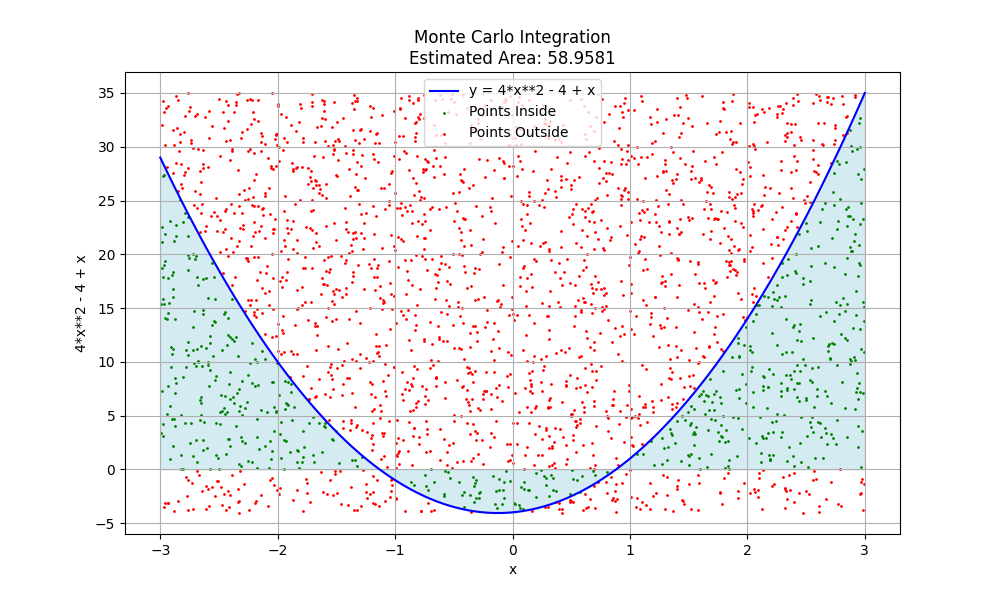 Monte Carlo Integration
Estimated Area: 58.9581
y = 4*x**2 - 4 + x
Points Inside
Points Outside
35
30
25
20
15
10
5
0
−5
4*x**2 - 4 + x
−3
−2
−1
0
1
2
3
x